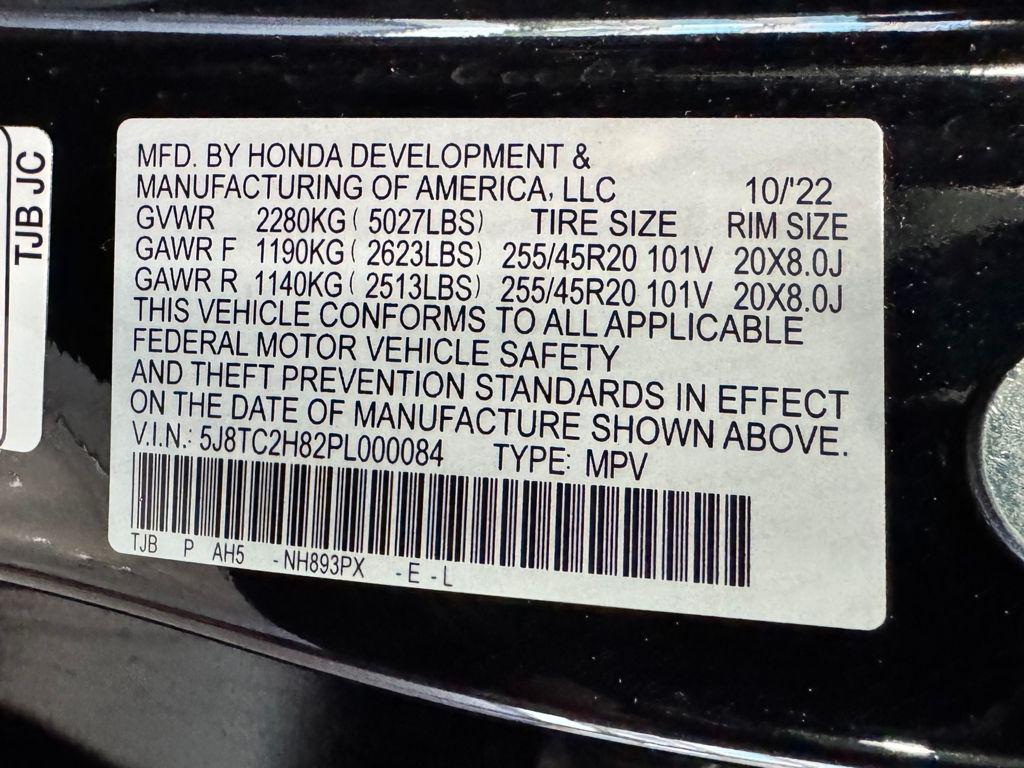 TJB JC
MFD. BY HONDA DEVELOPMENT &
MANUFACTURING OF AMERICA, LLC 10/'22
GVWR 2280KG ( 5027LBS) TIRE SIZE RIM SIZE
GAWR F 1190KG ( 2623LBS) 255/45R20 101V 20X8.0J
GAWR R 1140KG ( 2513LBS) 255/45R20 101V 20X8.0J
THIS VEHICLE CONFORMS TO ALL APPLICABLE
FEDERAL MOTOR VEHICLE SAFETY
AND THEFT PREVENTION STANDARDS IN EFFECT
ON THE DATE OF MANUFACTURE SHOWN ABOVE.
V.I.N.: 5J8TC2H82PL000084 TYPE: MPV
TJB P AH5 -NH893PX -E -L